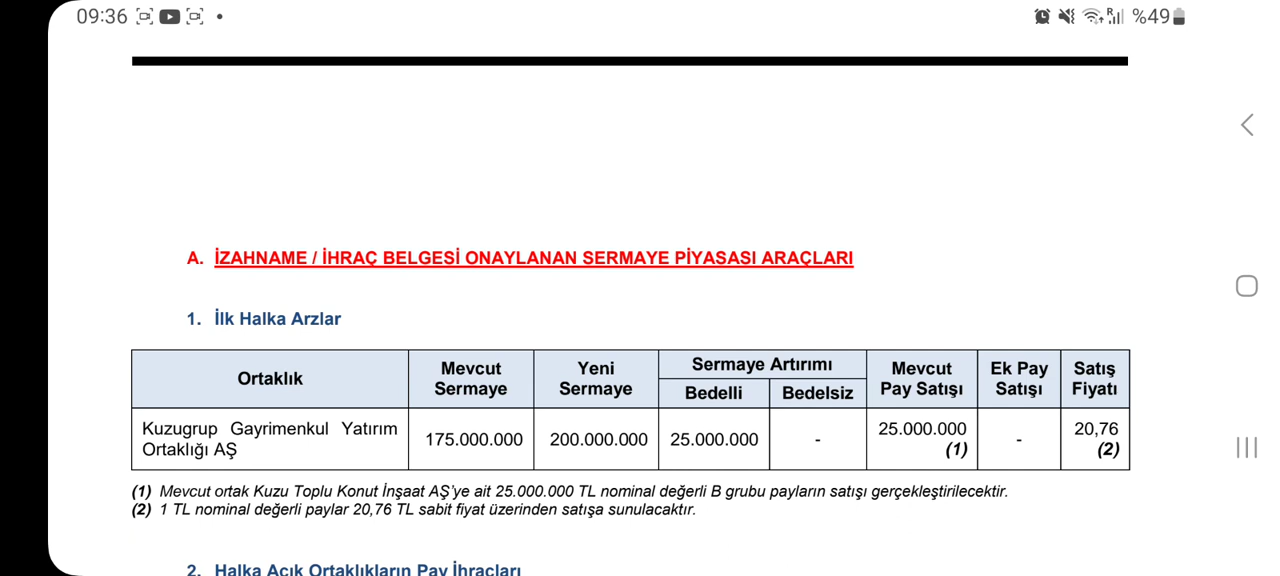 09:36
%49
A. İZAHNAME / İHRAÇ BELGESİ ONAYLANAN SERMAYE PİYASASI ARAÇLARI
1. İlk Halka Arzlar
Ortaklık
Mevcut
Sermaye
Yeni
Sermaye
Sermaye Artırımı
Bedelli
Bedelsiz
Mevcut
Pay Satışı
Ek Pay
Satışı
Satış
Fiyatı
Kuzugrup Gayrimenkul Yatırım
Ortaklığı AŞ
175.000.000
200.000.000
25.000.000
-
25.000.000
(1)
-
20,76
(2)
(1) Mevcut ortak Kuzu Toplu Konut İnşaat AŞ'ye ait 25.000.000 TL nominal değerli B grubu payların satışı gerçekleştirilecektir.
(2) 1 TL nominal değerli paylar 20,76 TL sabit fiyat üzerinden satışa sunulacaktır.
2. Halka Açık Ortaklıkların Pay İhraçları